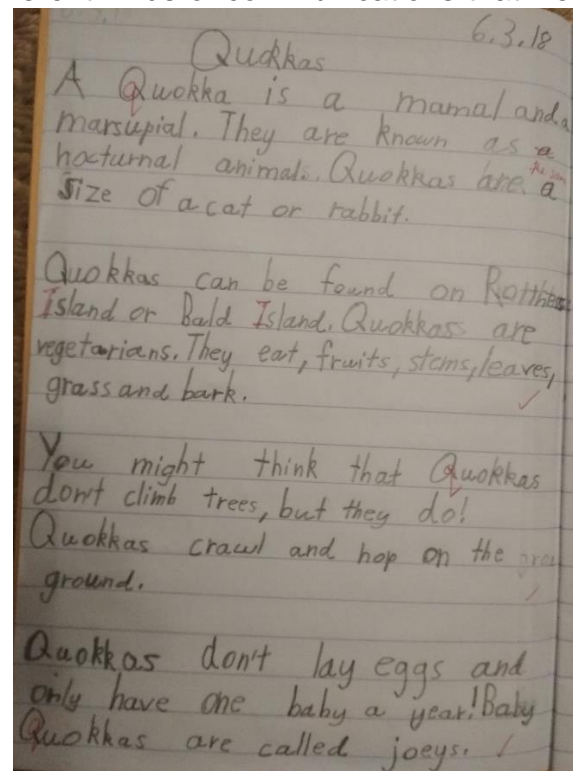 6.3.18
Quokkas
A Quokka is a mamal and a
marsupial. They are known as
nocturnal animals. Quokkas are a
size of a cat or rabbit.
Quokkas can be found on
Island or Bald Island. Quokkass are
vegetarians. They eat, fruits, stems, leaves,
grass and bark.
You might think that Quokkas
don't climb trees, but they do!
Quokkas crawl and hop on the
ground.
Quokkas don't lay eggs and
only have one baby a year! Baby
Quokkas are called joeys.